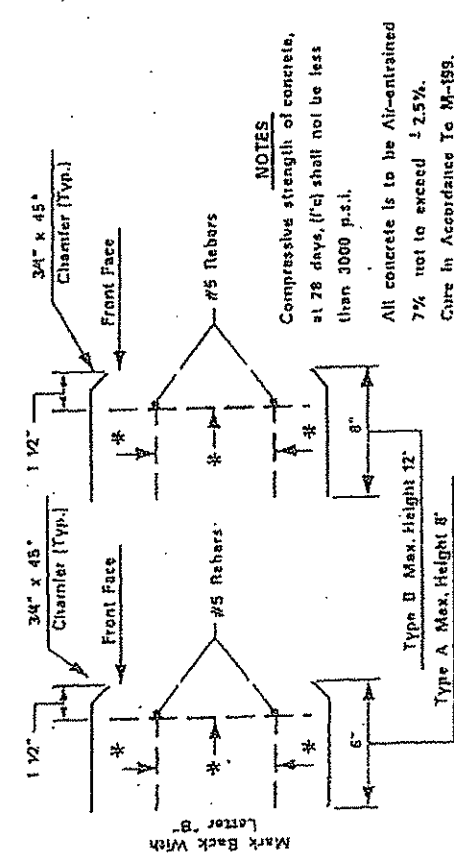 1 1/2"
3/4" x 45°
Chamfer (Typ.)
Front Face
#5 Rebars
*
*
*
6"
Mark Back With
Letter "B"
1 1/2"
3/4" x 45°
Chamfer (Typ.)
Front Face
#5 Rebars
*
*
*
8"
Type B Max. Height 12'
Type A Max. Height 8'
NOTES
Compressive strength of concrete,
at 28 days, (f'c) shall not be less
than 3000 p.s.i.
All concrete is to be Air-entrained
7% not to exceed ± 2.5%.
Cure In Accordance To M-199.